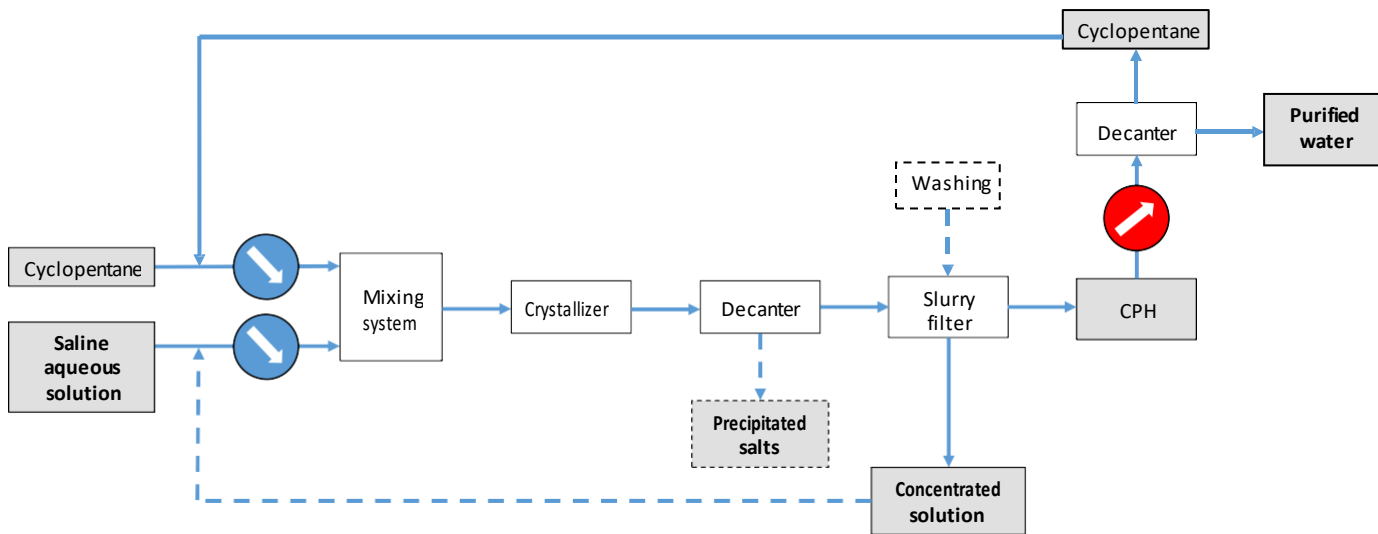 Cyclopentane
Decanter
Purified
water
Washing
Cyclopentane
Mixing
system
Crystallizer
Decanter
Slurry
filter
CPH
Saline
aqueous
solution
Precipitated
salts
Concentrated
solution